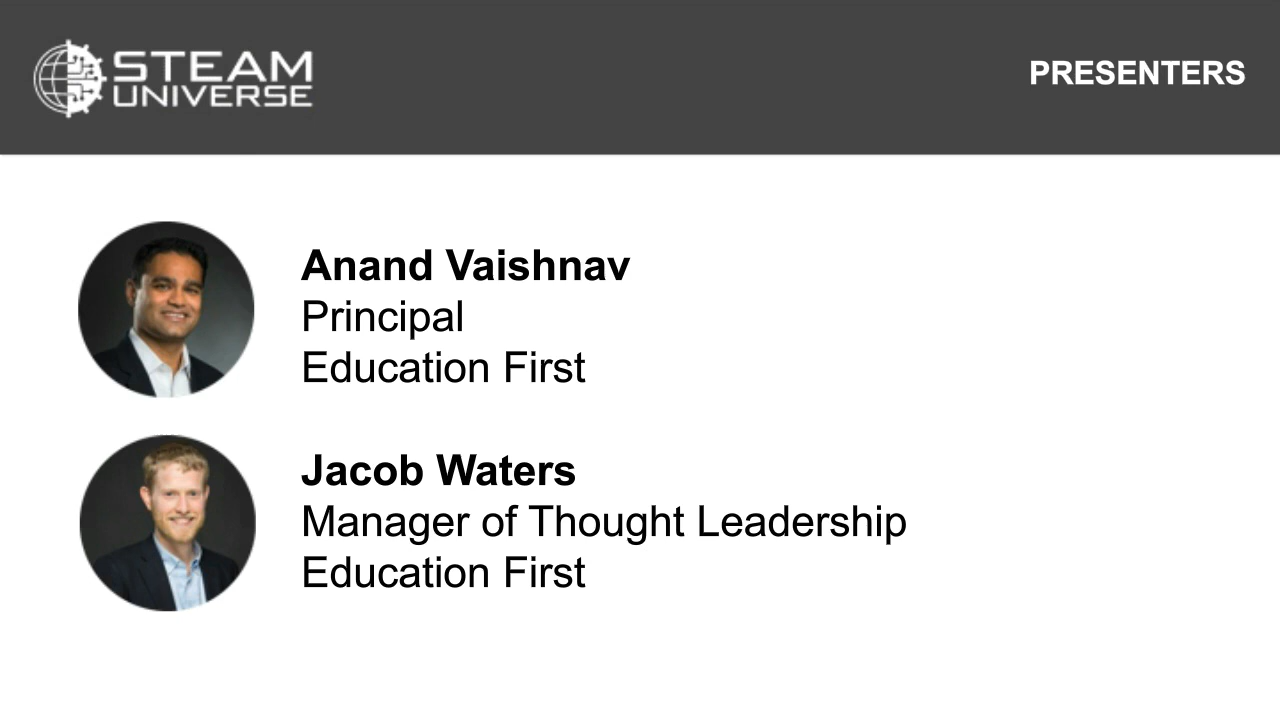 STEAM
UNIVERSE
PRESENTERS
Anand Vaishnav
Principal
Education First
Jacob Waters
Manager of Thought Leadership
Education First